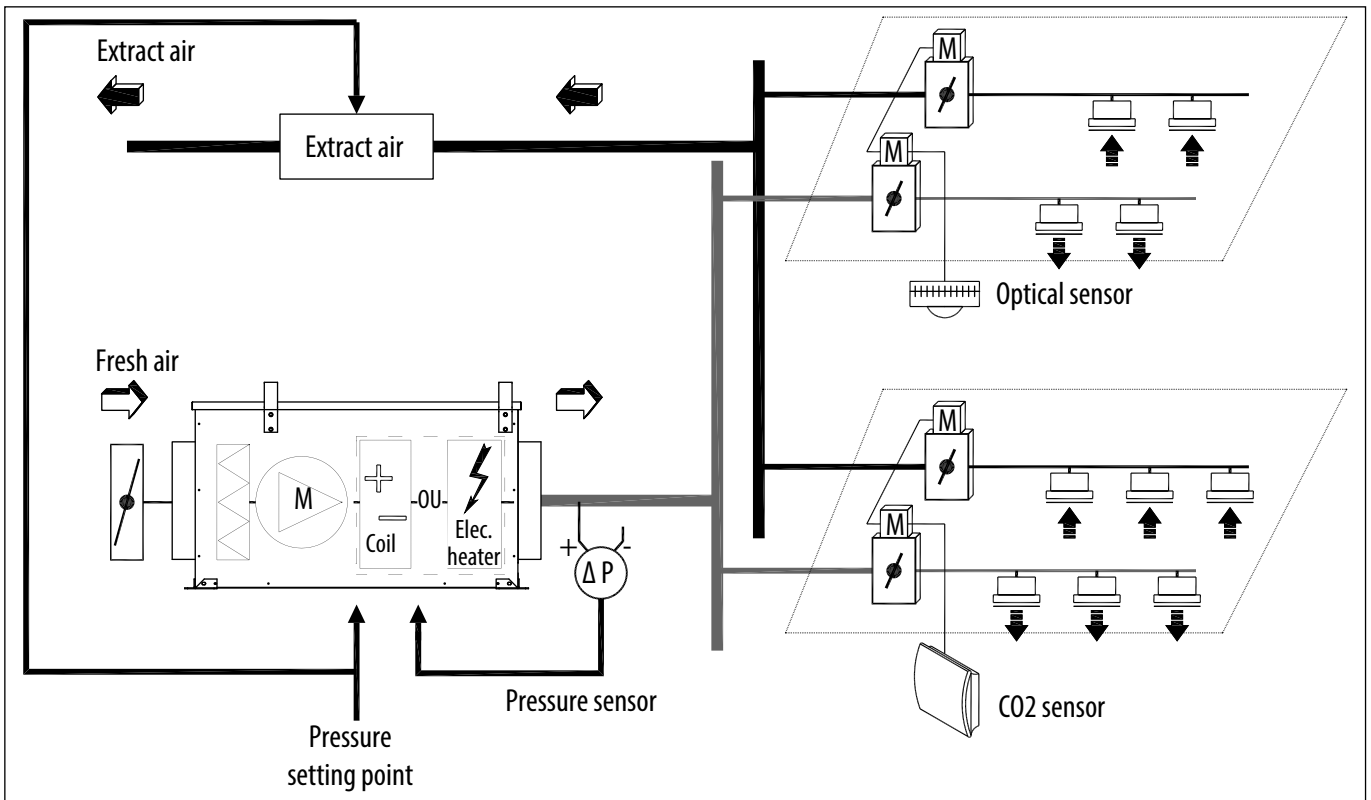 Extract air
M
Extract air
M
Optical sensor
Fresh air
M
M
+
-
OU
Coil
Elec.
heater
M
+
-
Δ P
Pressure sensor
CO2 sensor
Pressure
setting point